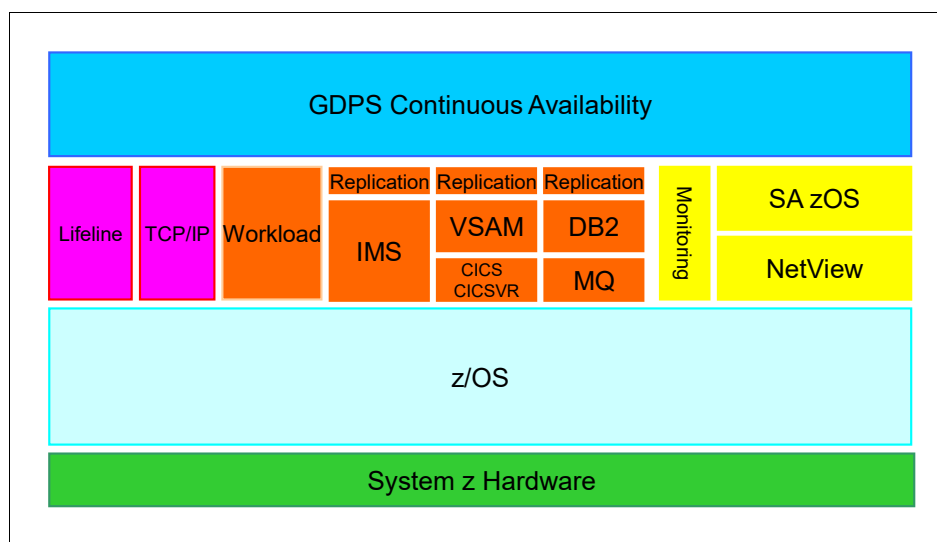 GDPS Continuous Availability
Lifeline
TCP/IP
Workload
Replication
IMS
Replication
VSAM
CICS
CICSVR
Replication
DB2
MQ
Monitoring
SA zOS
NetView
z/OS
System z Hardware